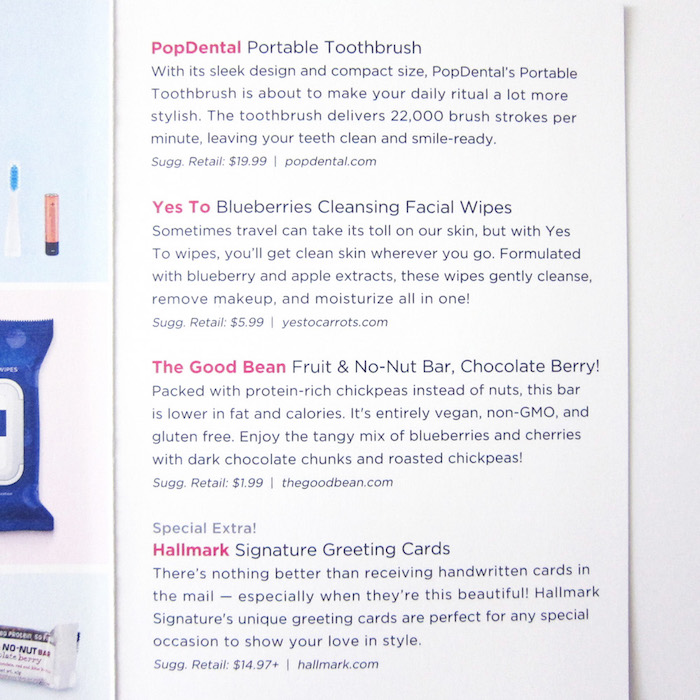 PopDental Portable Toothbrush
With its sleek design and compact size, PopDental's Portable
Toothbrush is about to make your daily ritual a lot more
stylish. The toothbrush delivers 22,000 brush strokes per
minute, leaving your teeth clean and smile-ready.
Sugg. Retail: $19.99 | popdental.com
Yes To Blueberries Cleansing Facial Wipes
Sometimes travel can take its toll on our skin, but with Yes
To wipes, you'll get clean skin wherever you go. Formulated
with blueberry and apple extracts, these wipes gently cleanse,
remove makeup, and moisturize all in one!
Sugg. Retail: $5.99 | yestocarrots.com
The Good Bean Fruit & No-Nut Bar, Chocolate Berry!
Packed with protein-rich chickpeas instead of nuts, this bar
is lower in fat and calories. It's entirely vegan, non-GMO, and
gluten free. Enjoy the tangy mix of blueberries and cherries
with dark chocolate chunks and roasted chickpeas!
Sugg. Retail: $1.99 | thegoodbean.com
Special Extra!
Hallmark Signature Greeting Cards
There's nothing better than receiving handwritten cards in
the mail — especially when they're this beautiful! Hallmark
Signature's unique greeting cards are perfect for any special
occasion to show your love in style.
Sugg. Retail: $14.97+ | hallmark.com
WIPES
PROTEIN
NO-NUT BAR
late berry